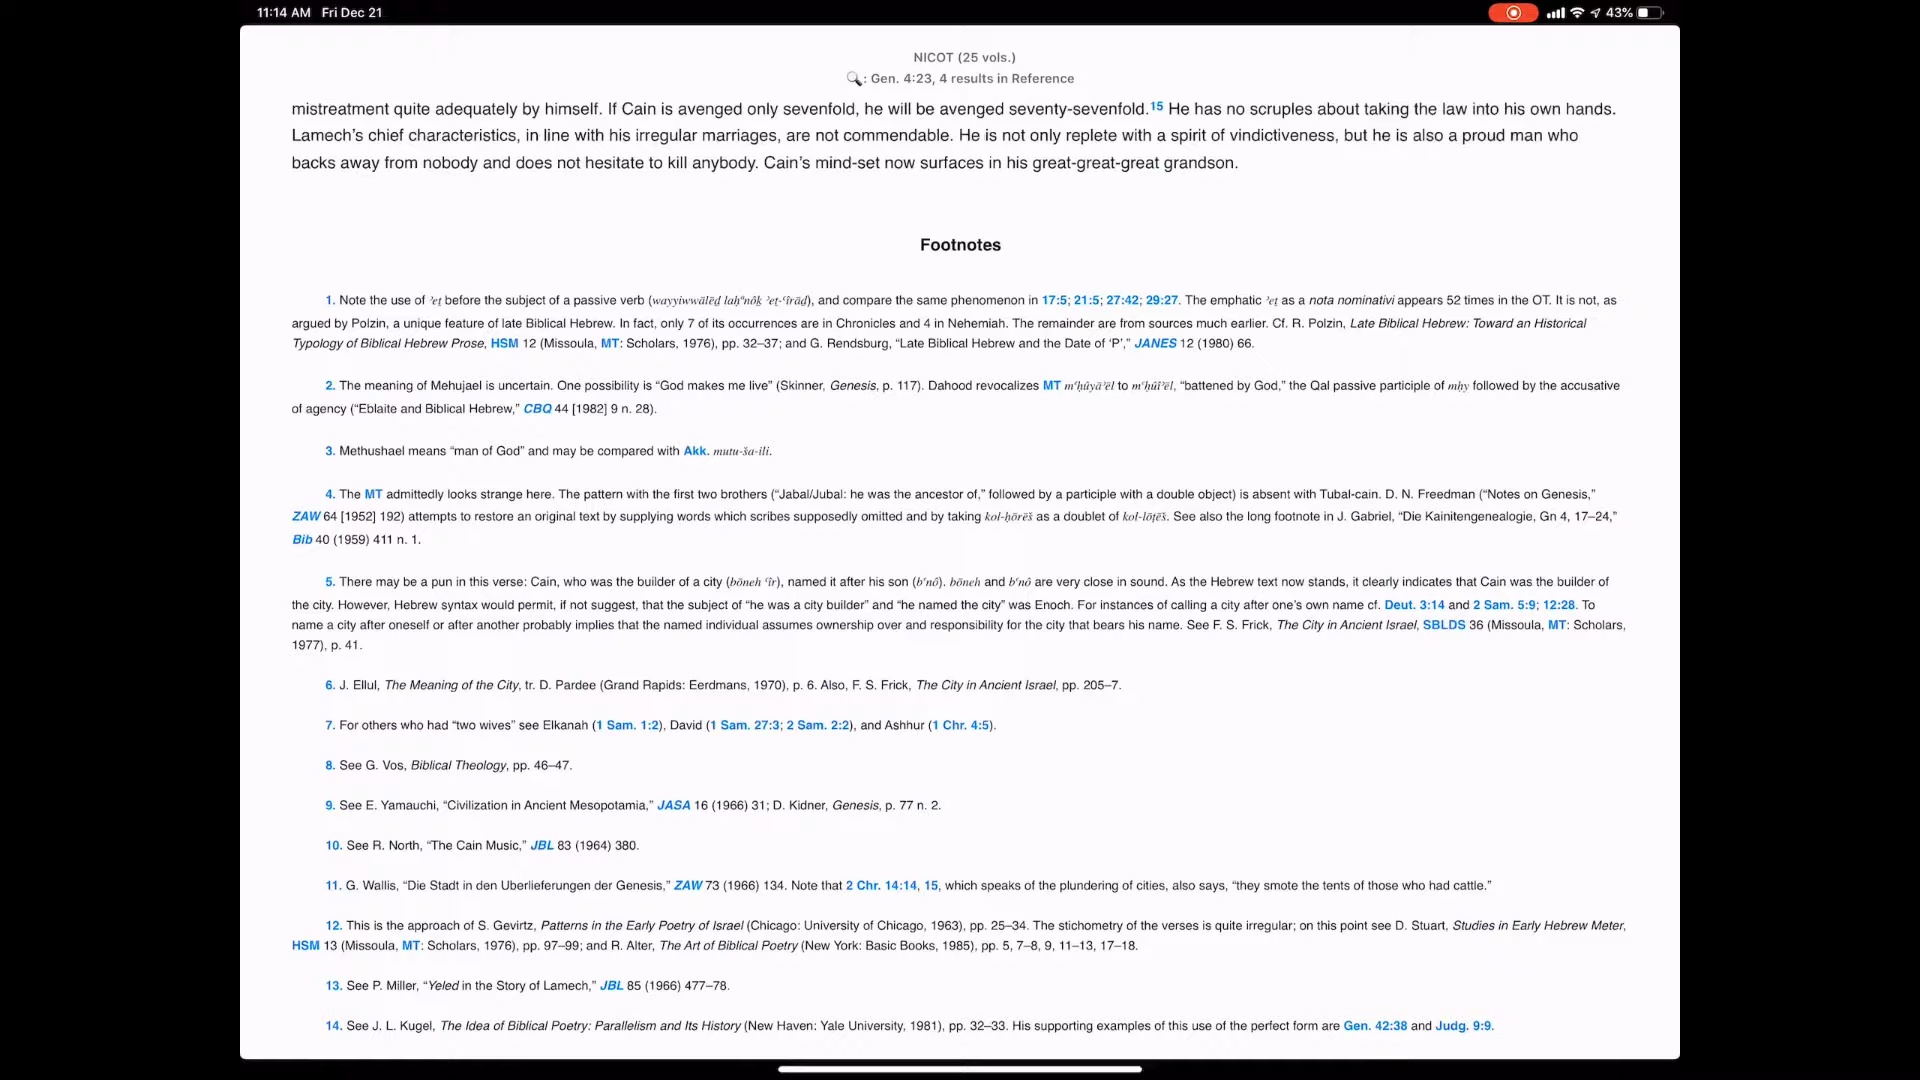 11:14 AM Fri Dec 21
43%
NICOT (25 vols.)
🔍: Gen. 4:23, 4 results in Reference
mistreatment quite adequately by himself. If Cain is avenged only sevenfold, he will be avenged seventy-sevenfold.15 He has no scruples about taking the law into his own hands.
Lamech’s chief characteristics, in line with his irregular marriages, are not commendable. He is not only replete with a spirit of vindictiveness, but he is also a proud man who
backs away from nobody and does not hesitate to kill anybody. Cain’s mind-set now surfaces in his great-great-great grandson.
Footnotes
1. Note the use of ʾeṯ before the subject of a passive verb (wayyiwwālēḏ laḥᵃnôḵ ʾeṯ-ʿîrāḏ), and compare the same phenomenon in 17:5; 21:5; 27:42; 29:27. The emphatic ʾeṯ as a nota nominativi appears 52 times in the OT. It is not, as
argued by Polzin, a unique feature of late Biblical Hebrew. In fact, only 7 of its occurrences are in Chronicles and 4 in Nehemiah. The remainder are from sources much earlier. Cf. R. Polzin, Late Biblical Hebrew: Toward an Historical
Typology of Biblical Hebrew Prose, HSM 12 (Missoula, MT: Scholars, 1976), pp. 32–37; and G. Rendsburg, “Late Biblical Hebrew and the Date of ‘P’,” JANES 12 (1980) 66.
2. The meaning of Mehujael is uncertain. One possibility is “God makes me live” (Skinner, Genesis, p. 117). Dahood revocalizes MT mᵉḥûyāʾēl to mᵉḥûîʾēl, “battened by God,” the Qal passive participle of mḥy followed by the accusative
of agency (“Eblaite and Biblical Hebrew,” CBQ 44 [1982] 9 n. 28).
3. Methushael means “man of God” and may be compared with Akk. mutu-ša-ili.
4. The MT admittedly looks strange here. The pattern with the first two brothers (“Jabal/Jubal: he was the ancestor of,” followed by a participle with a double object) is absent with Tubal-cain. D. N. Freedman (“Notes on Genesis,”
ZAW 64 [1952] 192) attempts to restore an original text by supplying words which scribes supposedly omitted and by taking kol-ḥōrēš as a doublet of kol-lōṭēš. See also the long footnote in J. Gabriel, “Die Kainitengenealogie, Gn 4, 17–24,”
Bib 40 (1959) 411 n. 1.
5. There may be a pun in this verse: Cain, who was the builder of a city (bōneh ʿîr), named it after his son (bᵉnô). bōneh and bᵉnô are very close in sound. As the Hebrew text now stands, it clearly indicates that Cain was the builder of
the city. However, Hebrew syntax would permit, if not suggest, that the subject of “he was a city builder” and “he named the city” was Enoch. For instances of calling a city after one’s own name cf. Deut. 3:14 and 2 Sam. 5:9; 12:28. To
name a city after oneself or after another probably implies that the named individual assumes ownership over and responsibility for the city that bears his name. See F. S. Frick, The City in Ancient Israel, SBLDS 36 (Missoula, MT: Scholars,
1977), p. 41.
6. J. Ellul, The Meaning of the City, tr. D. Pardee (Grand Rapids: Eerdmans, 1970), p. 6. Also, F. S. Frick, The City in Ancient Israel, pp. 205–7.
7. For others who had “two wives” see Elkanah (1 Sam. 1:2), David (1 Sam. 27:3; 2 Sam. 2:2), and Ashhur (1 Chr. 4:5).
8. See G. Vos, Biblical Theology, pp. 46–47.
9. See E. Yamauchi, “Civilization in Ancient Mesopotamia,” JASA 16 (1966) 31; D. Kidner, Genesis, p. 77 n. 2.
10. See R. North, “The Cain Music,” JBL 83 (1964) 380.
11. G. Wallis, “Die Stadt in den Uberlieferungen der Genesis,” ZAW 73 (1966) 134. Note that 2 Chr. 14:14, 15, which speaks of the plundering of cities, also says, “they smote the tents of those who had cattle.”
12. This is the approach of S. Gevirtz, Patterns in the Early Poetry of Israel (Chicago: University of Chicago, 1963), pp. 25–34. The stichometry of the verses is quite irregular; on this point see D. Stuart, Studies in Early Hebrew Meter,
HSM 13 (Missoula, MT: Scholars, 1976), pp. 97–99; and R. Alter, The Art of Biblical Poetry (New York: Basic Books, 1985), pp. 5, 7–8, 9, 11–13, 17–18.
13. See P. Miller, “Yeled in the Story of Lamech,” JBL 85 (1966) 477–78.
14. See J. L. Kugel, The Idea of Biblical Poetry: Parallelism and Its History (New Haven: Yale University, 1981), pp. 32–33. His supporting examples of this use of the perfect form are Gen. 42:38 and Judg. 9:9.